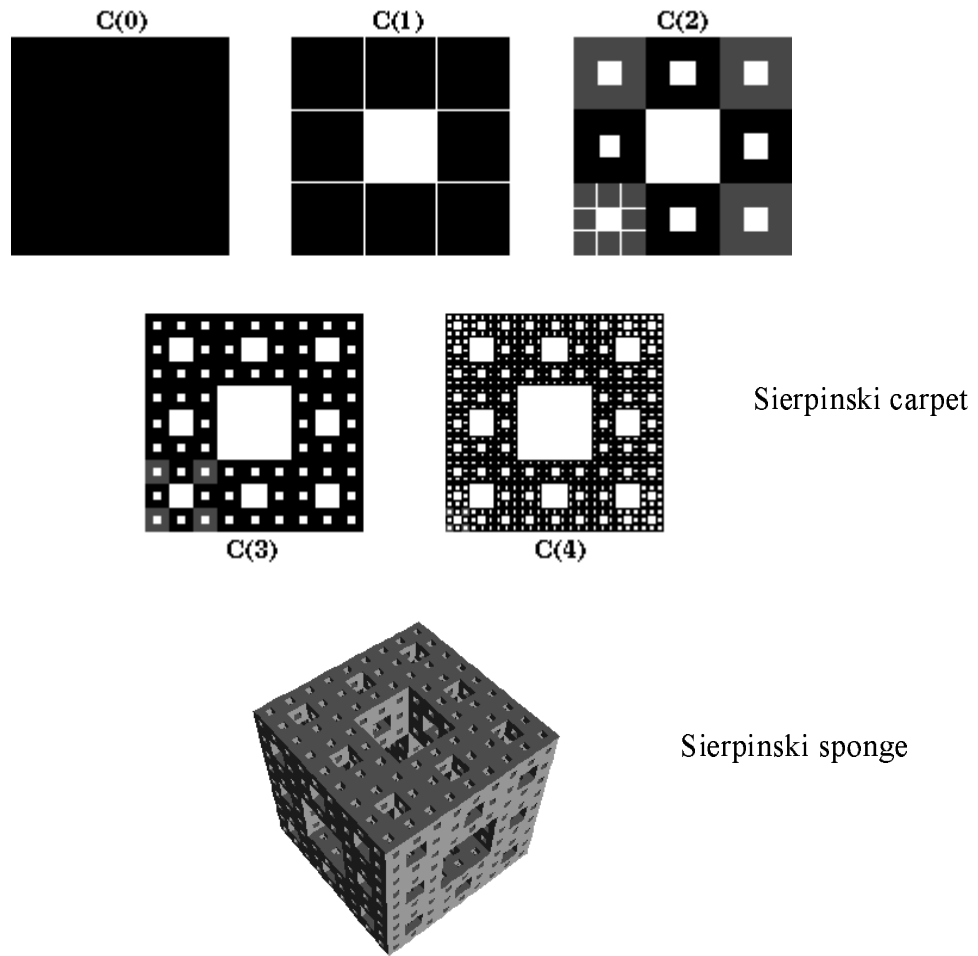 C(0)
C(1)
C(2)
Sierpinski carpet
C(3)
C(4)
Sierpinski sponge